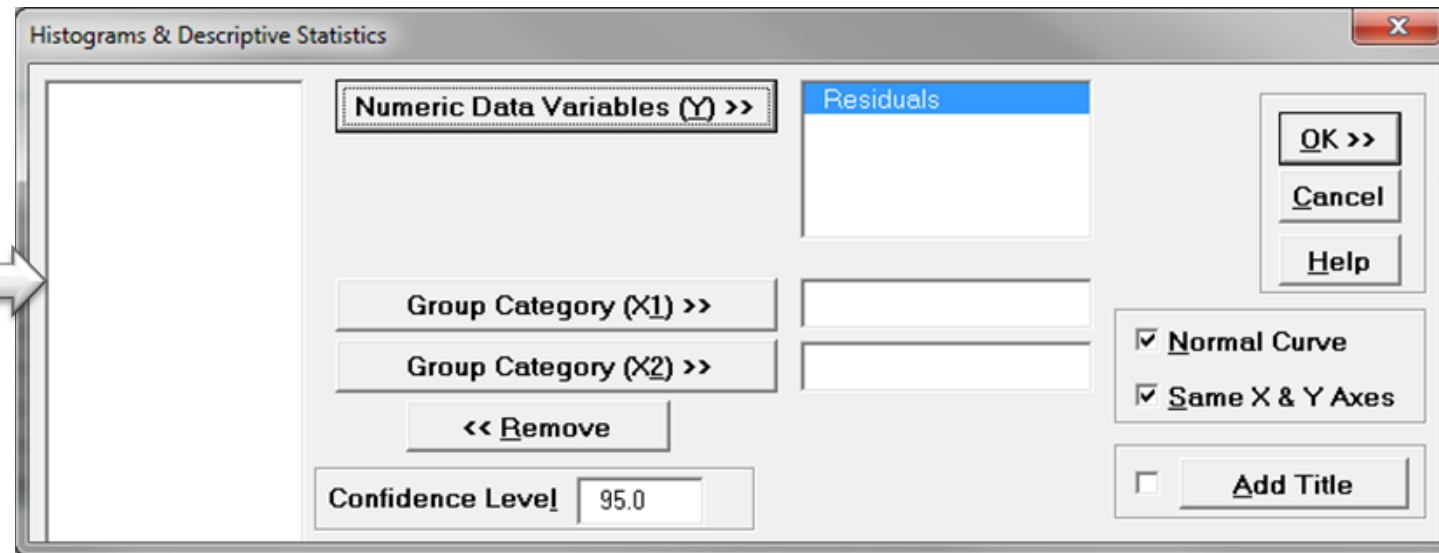 Histograms & Descriptive Statistics
Numeric Data Variables (Y) >>
Residuals
OK >>
Cancel
Help
Group Category (X1) >>
Group Category (X2) >>
<< Remove
Normal Curve
Same X & Y Axes
Confidence Level 95.0
Add Title